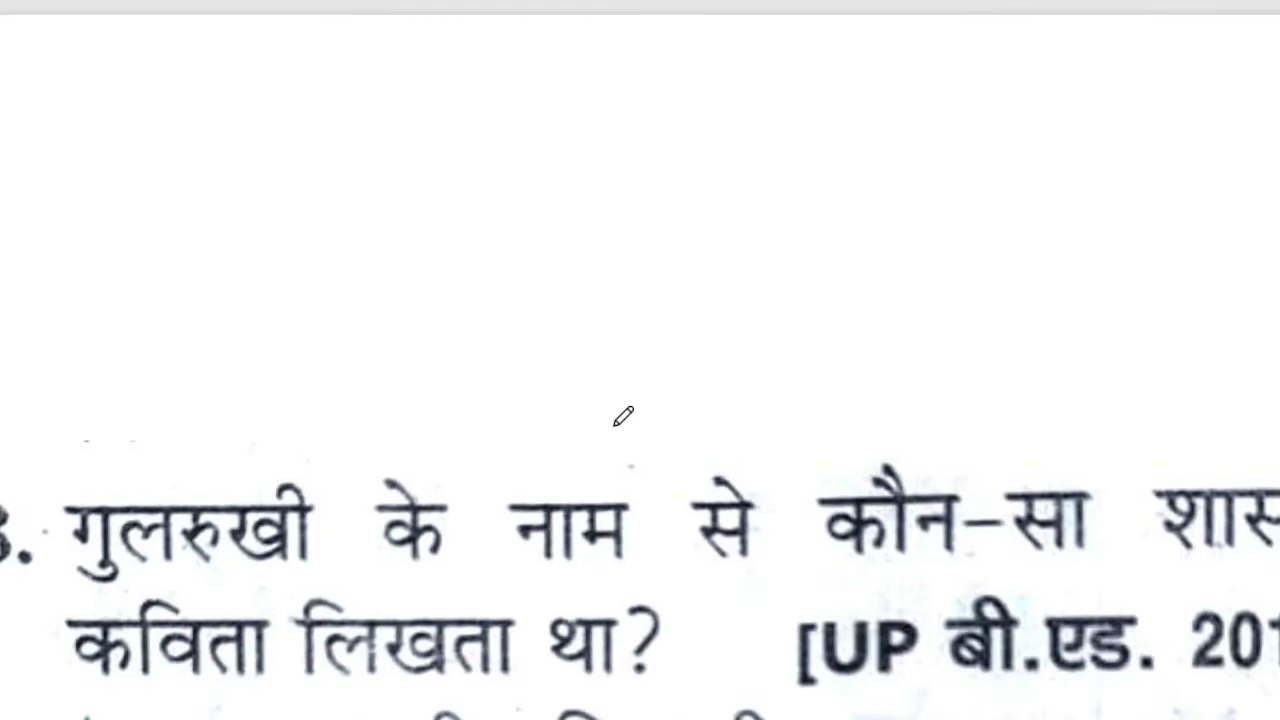 गुलरुखी के नाम से कौन-सा
कविता लिखता था? [UP बी.एड.